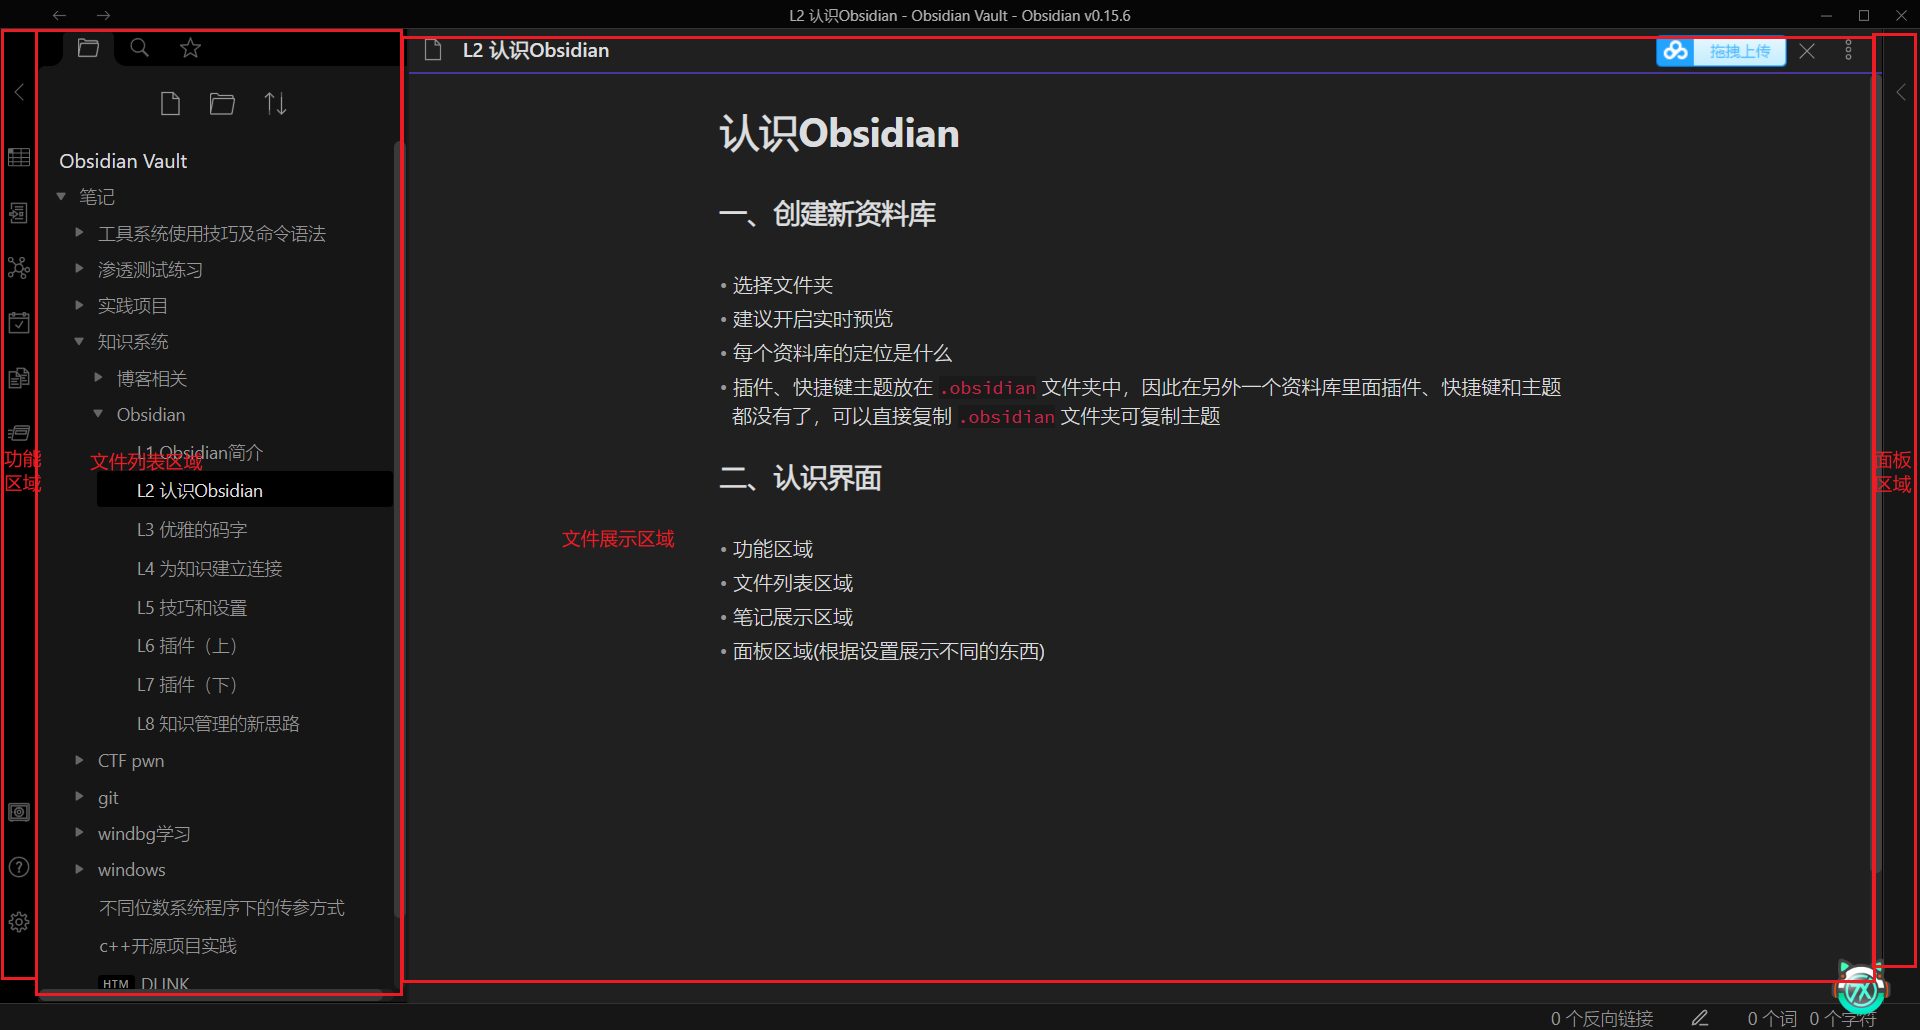 L2 认识Obsidian - Obsidian Vault - Obsidian v0.15.6
L2 认识Obsidian
拖拽上传
Obsidian Vault
笔记
工具系统使用技巧及命令语法
渗透测试练习
实践项目
知识系统
博客相关
Obsidian
L1 Obsidian简介
L2 认识Obsidian
L3 优雅的码字
L4 为知识建立连接
L5 技巧和设置
L6 插件（上）
L7 插件（下）
L8 知识管理的新思路
CTF pwn
git
windbg学习
windows
不同位数系统程序下的传参方式
c++开源项目实践
HTM DLINK
功能
区域
文件列表区域
认识Obsidian
一、创建新资料库
• 选择文件夹
• 建议开启实时预览
• 每个资料库的定位是什么
• 插件、快捷键主题放在 .obsidian 文件夹中，因此在另外一个资料库里面插件、快捷键和主题
都没有了，可以直接复制 .obsidian 文件夹可复制主题
二、认识界面
• 功能区域
• 文件列表区域
• 笔记展示区域
• 面板区域(根据设置展示不同的东西)
文件展示区域
面板
区域
0 个反向链接
0 个词
0 个字符